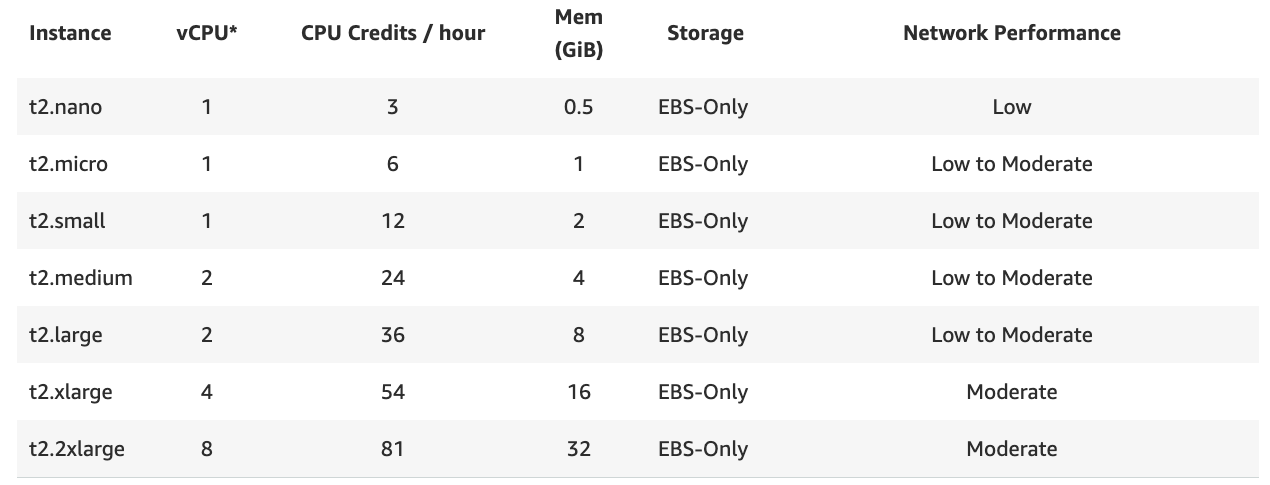 Instance vCPU* CPU Credits / hour Mem (GiB) Storage Network Performance
t2.nano 1 3 0.5 EBS-Only Low
t2.micro 1 6 1 EBS-Only Low to Moderate
t2.small 1 12 2 EBS-Only Low to Moderate
t2.medium 2 24 4 EBS-Only Low to Moderate
t2.large 2 36 8 EBS-Only Low to Moderate
t2.xlarge 4 54 16 EBS-Only Moderate
t2.2xlarge 8 81 32 EBS-Only Moderate